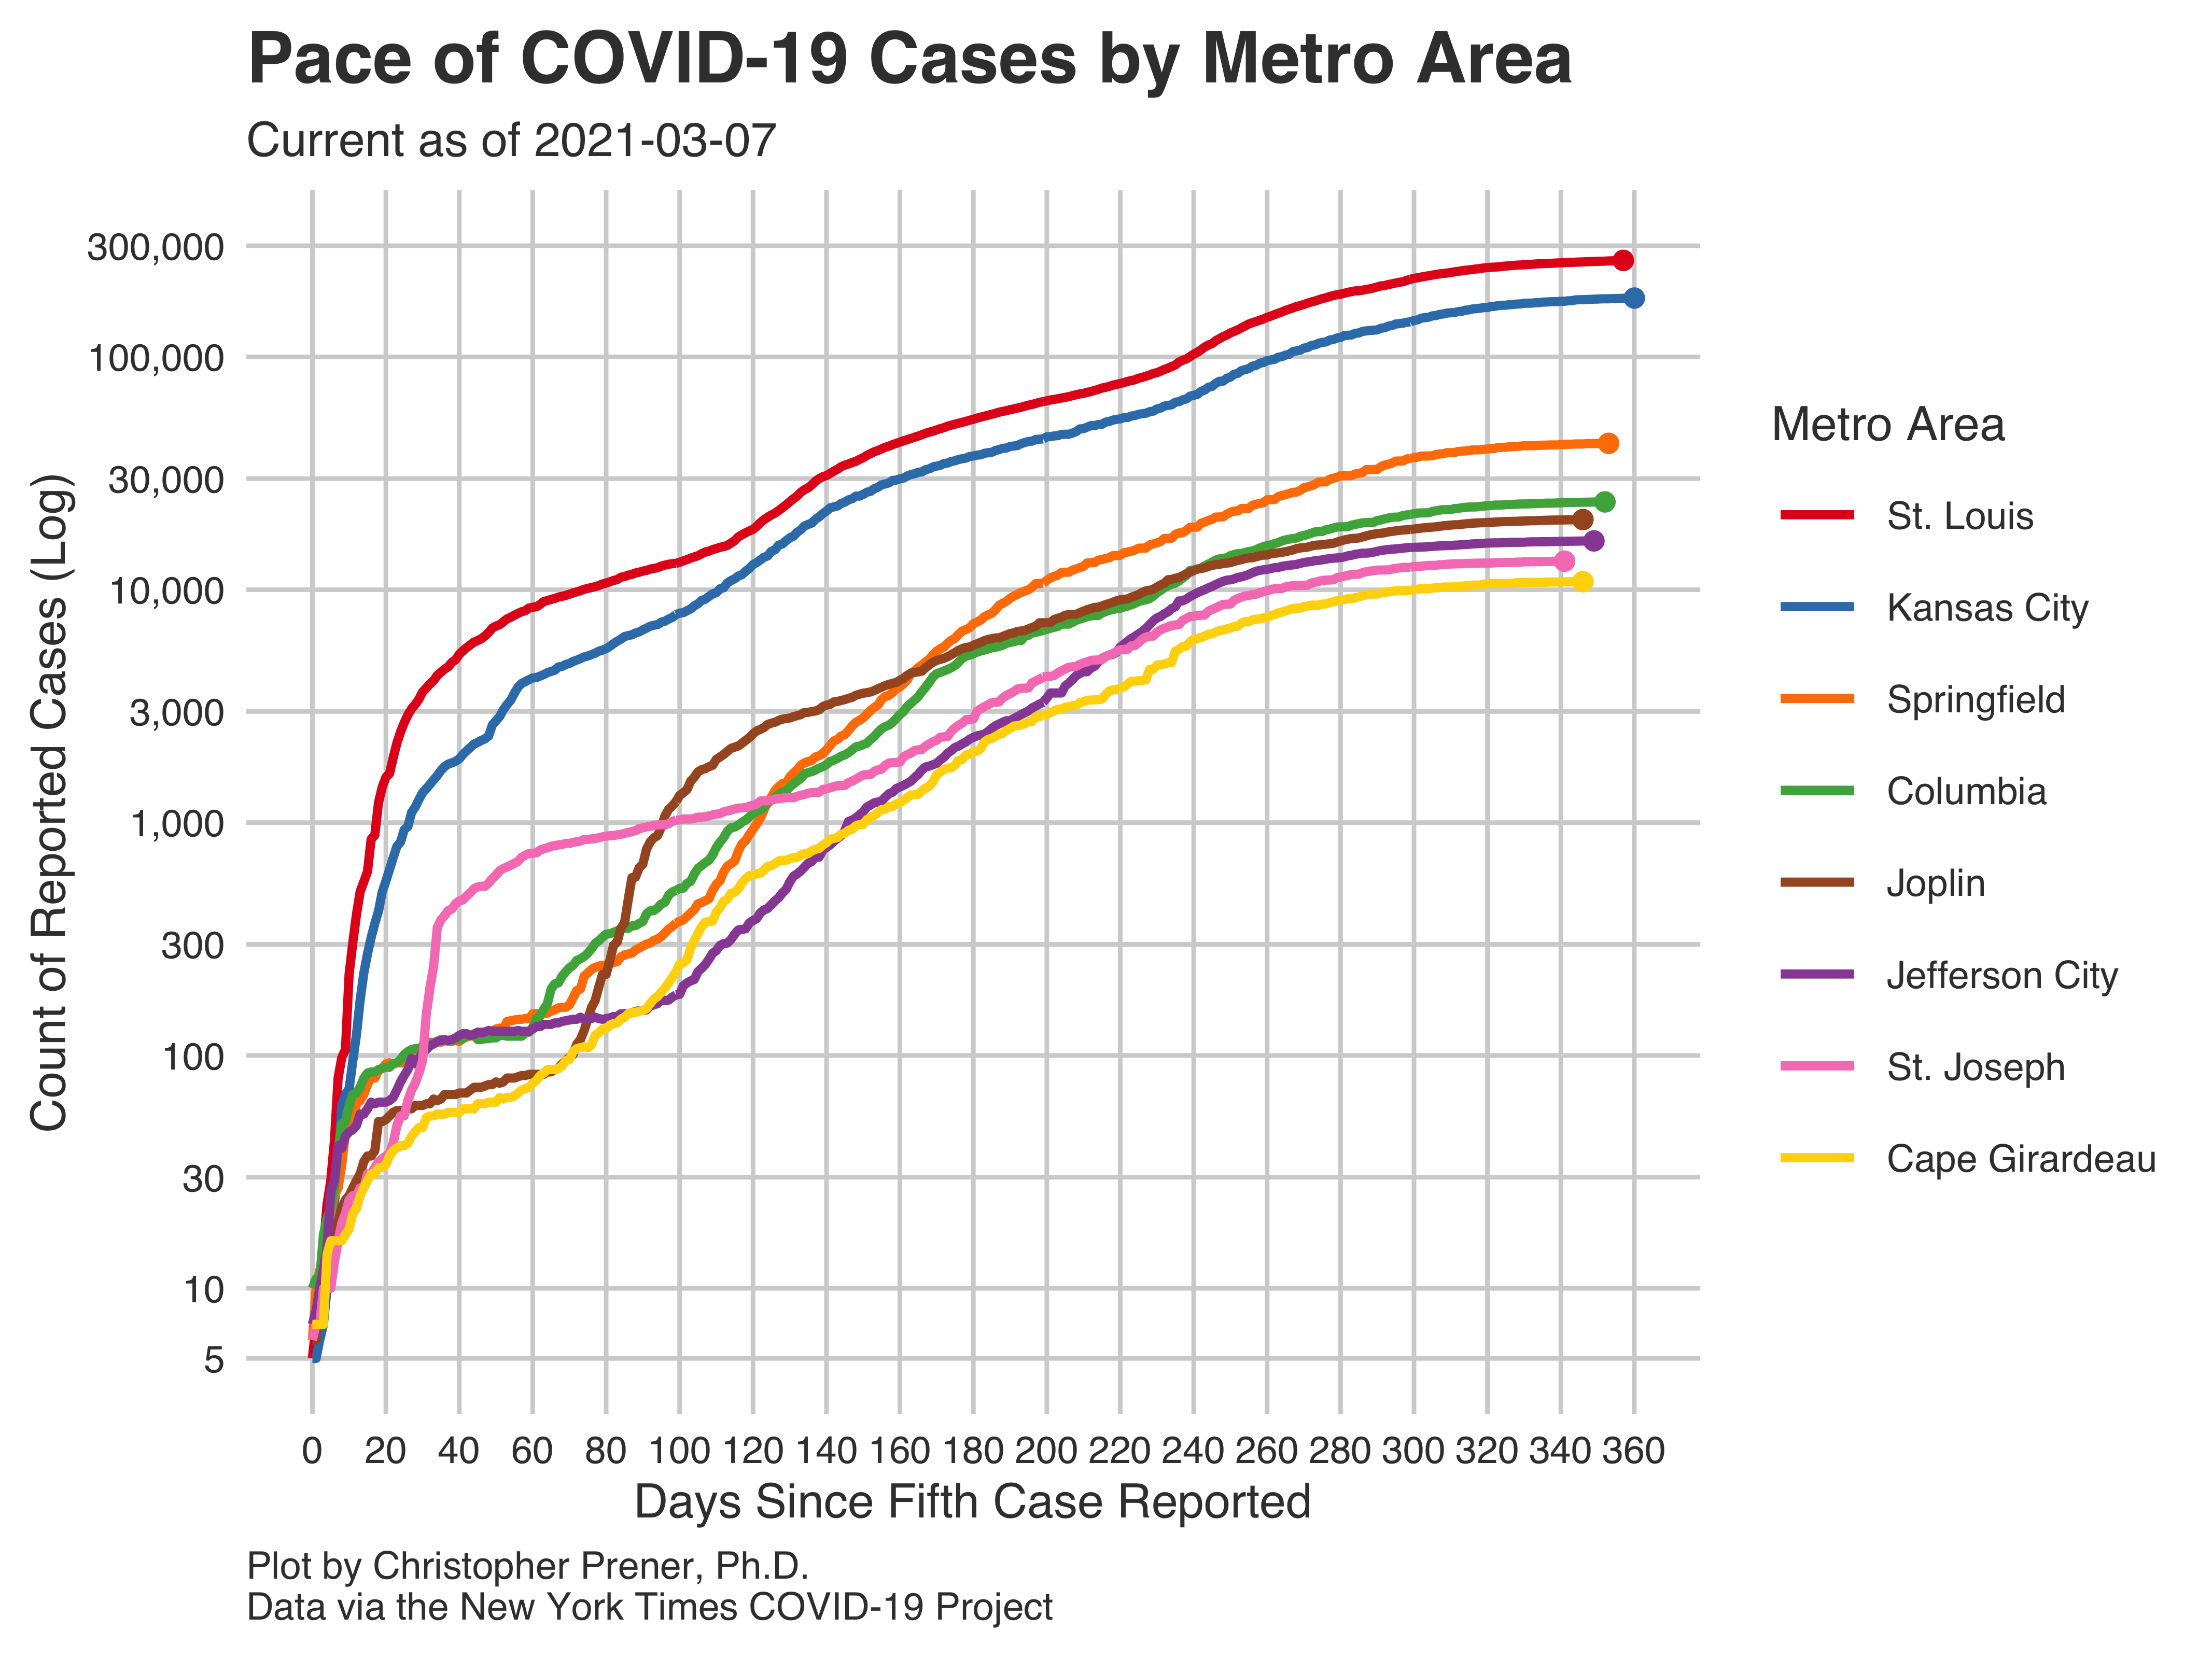 Pace of COVID-19 Cases by Metro Area
Current as of 2021-03-07
Count of Reported Cases (Log)
300,000
100,000
30,000
10,000
3,000
1,000
300
100
30
10
5
0 20 40 60 80 100 120 140 160 180 200 220 240 260 280 300 320 340 360
Days Since Fifth Case Reported
Metro Area
St. Louis
Kansas City
Springfield
Columbia
Joplin
Jefferson City
St. Joseph
Cape Girardeau
Plot by Christopher Prener, Ph.D.
Data via the New York Times COVID-19 Project